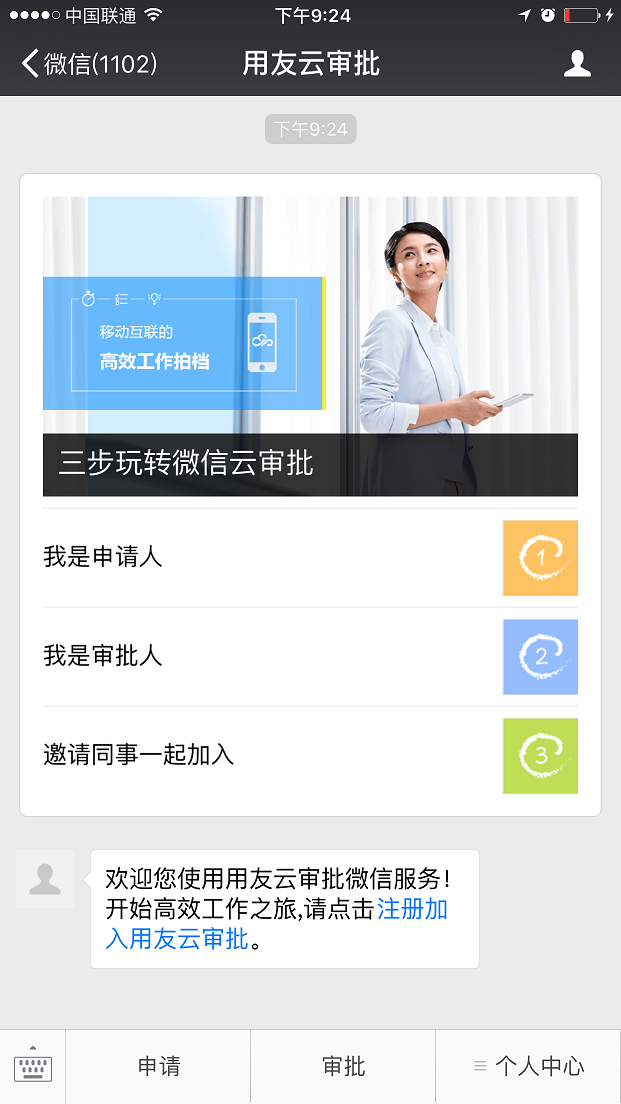 中国联通
下午9:24
微信(1102)
用友云审批
下午9:24
移动互联的
高效工作拍档
三步玩转微信云审批
我是申请人
1
我是审批人
2
邀请同事一起加入
3
欢迎您使用用友云审批微信服务!
开始高效工作之旅,请点击注册加
入用友云审批。
申请
审批
个人中心